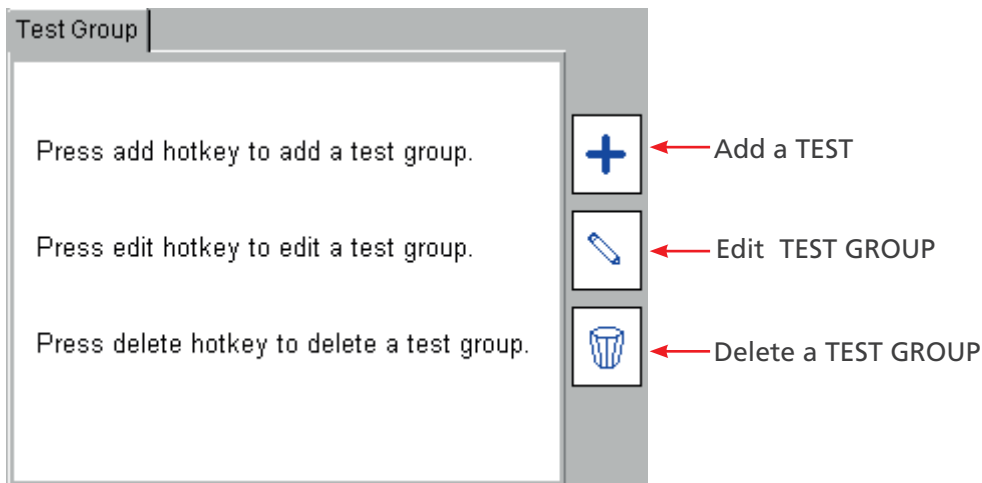 Test Group
Press add hotkey to add a test group.
Add a TEST
Press edit hotkey to edit a test group.
Edit TEST GROUP
Press delete hotkey to delete a test group.
Delete a TEST GROUP